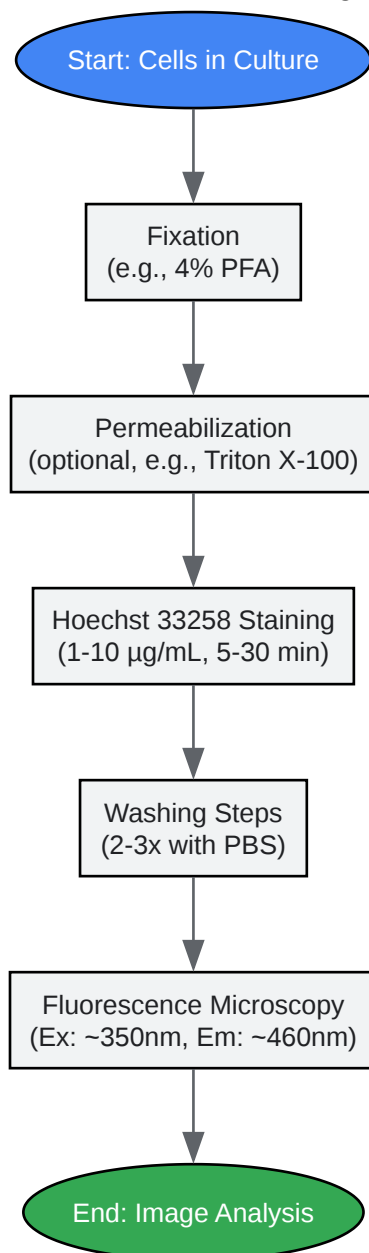 Start: Cells in Culture
Fixation
(e.g., 4% PFA)
Permeabilization
(optional, e.g., Triton X-100)
Hoechst 33258 Staining
(1-10 µg/mL, 5-30 min)
Washing Steps
(2-3x with PBS)
Fluorescence Microscopy
(Ex: ~350nm, Em: ~460nm)
End: Image Analysis